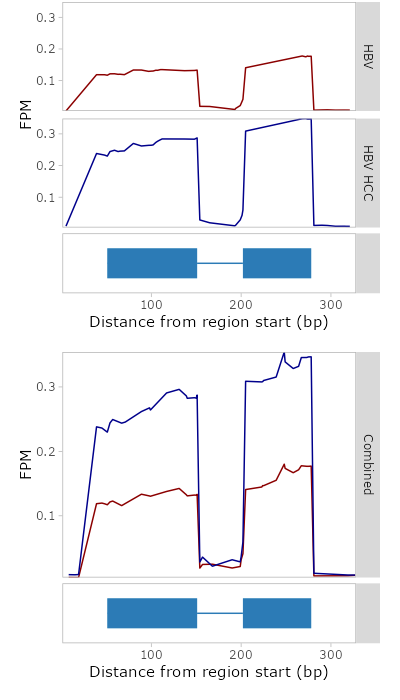 0.3
0.2
0.1
HBV
FPM
0.3
0.2
0.1
HBV HCC
100 200 300
Distance from region start (bp)
0.3
0.2
0.1
FPM
Combined
100 200 300
Distance from region start (bp)